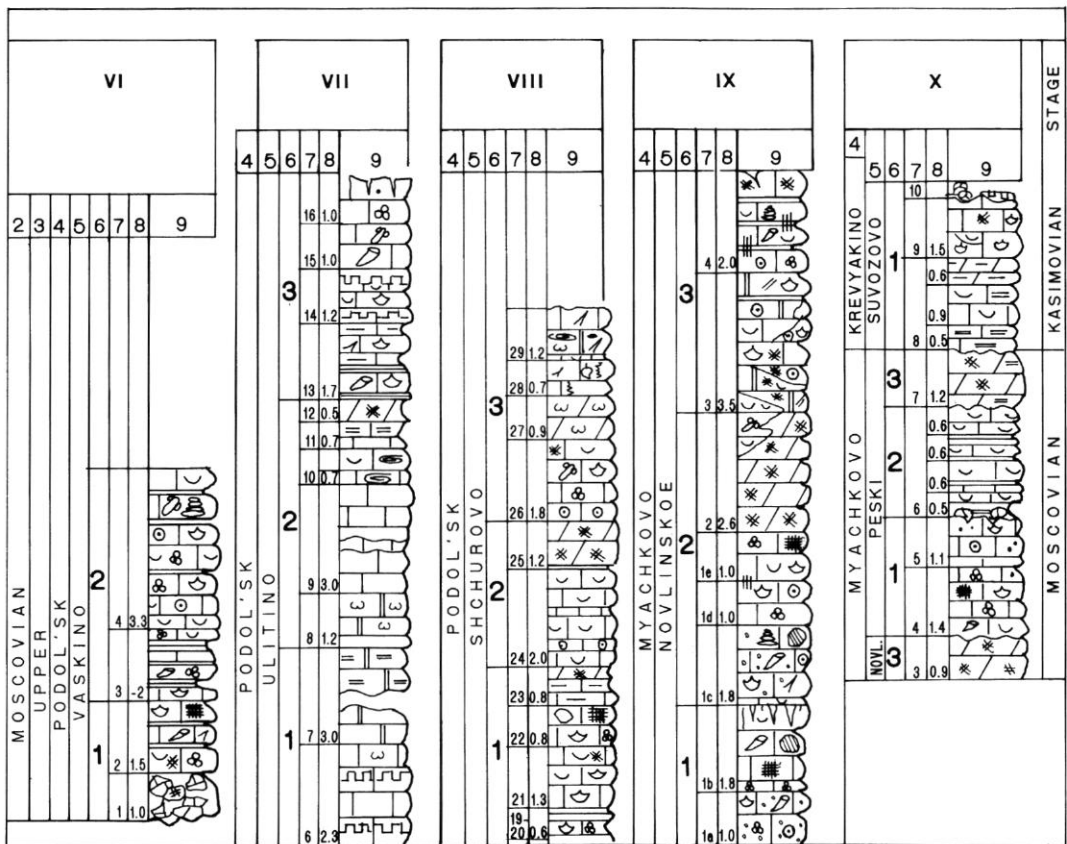 VI
VII
VIII
IX
X
STAGE
2 3 4 5 6 7 8 9
MOSCOVIAN
UPPER
PODOL'SK
VASKINO
2
4 3.3
3 -2
1
2 1.5
1 1.0
4 5 6 7 8 9
PODOL'SK
ULITINO
16 1.0
15 1.0
3
14 1.2
13 1.7
12 0.5
11 0.7
10 0.7
2
9 3.0
8 1.2
1
7 3.0
6 2.3
4 5 6 7 8 9
PODOL'SK
SHCHUROVO
29 1.2
28 0.7
3
27 0.9
26 1.8
25 1.2
2
24 2.0
23 0.8
22 0.8
1
21 1.3
19-
20 0.6
4 5 6 7 8 9
MYACHKOVO
NOVLINSKOE
4 2.0
3
3 3.5
2 2.6
2
1e 1.0
1d 1.0
1c 1.8
1
1b 1.8
1a 1.0
4
5 6 7 8 9
KREVYAKINO
SUVOZOVO
10
1
9 1.5
0.6
0.9
8 0.5
KASIMOVIAN
MYACHKOVO
PESKI
3
7 1.2
0.6
2
0.6
0.6
6 0.5
5 1.1
1
4 1.4
NOVL.
3
3 0.9
MOSCOVIAN